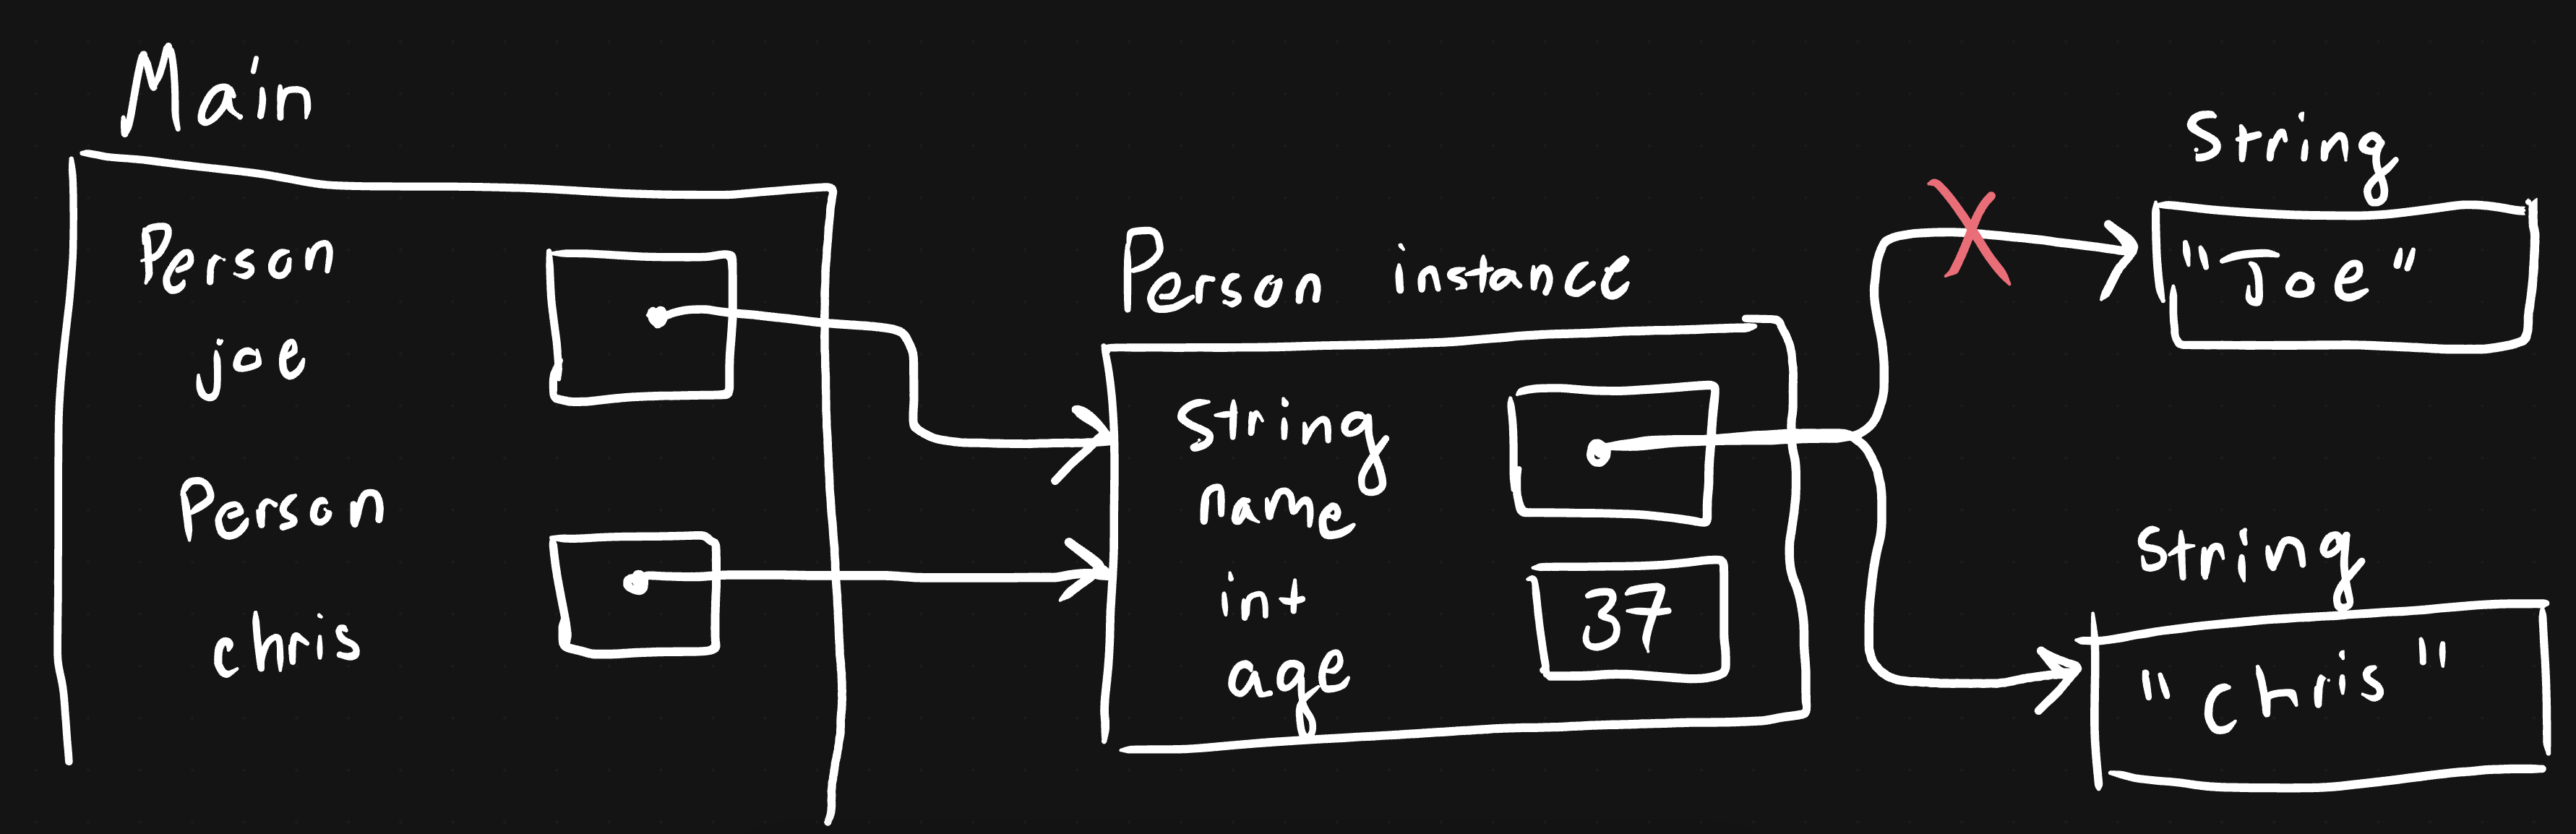 Main
Person
joe
Person
chris
Person instance
String
name
int
age
37
String
"Joe"
String
"Chris"